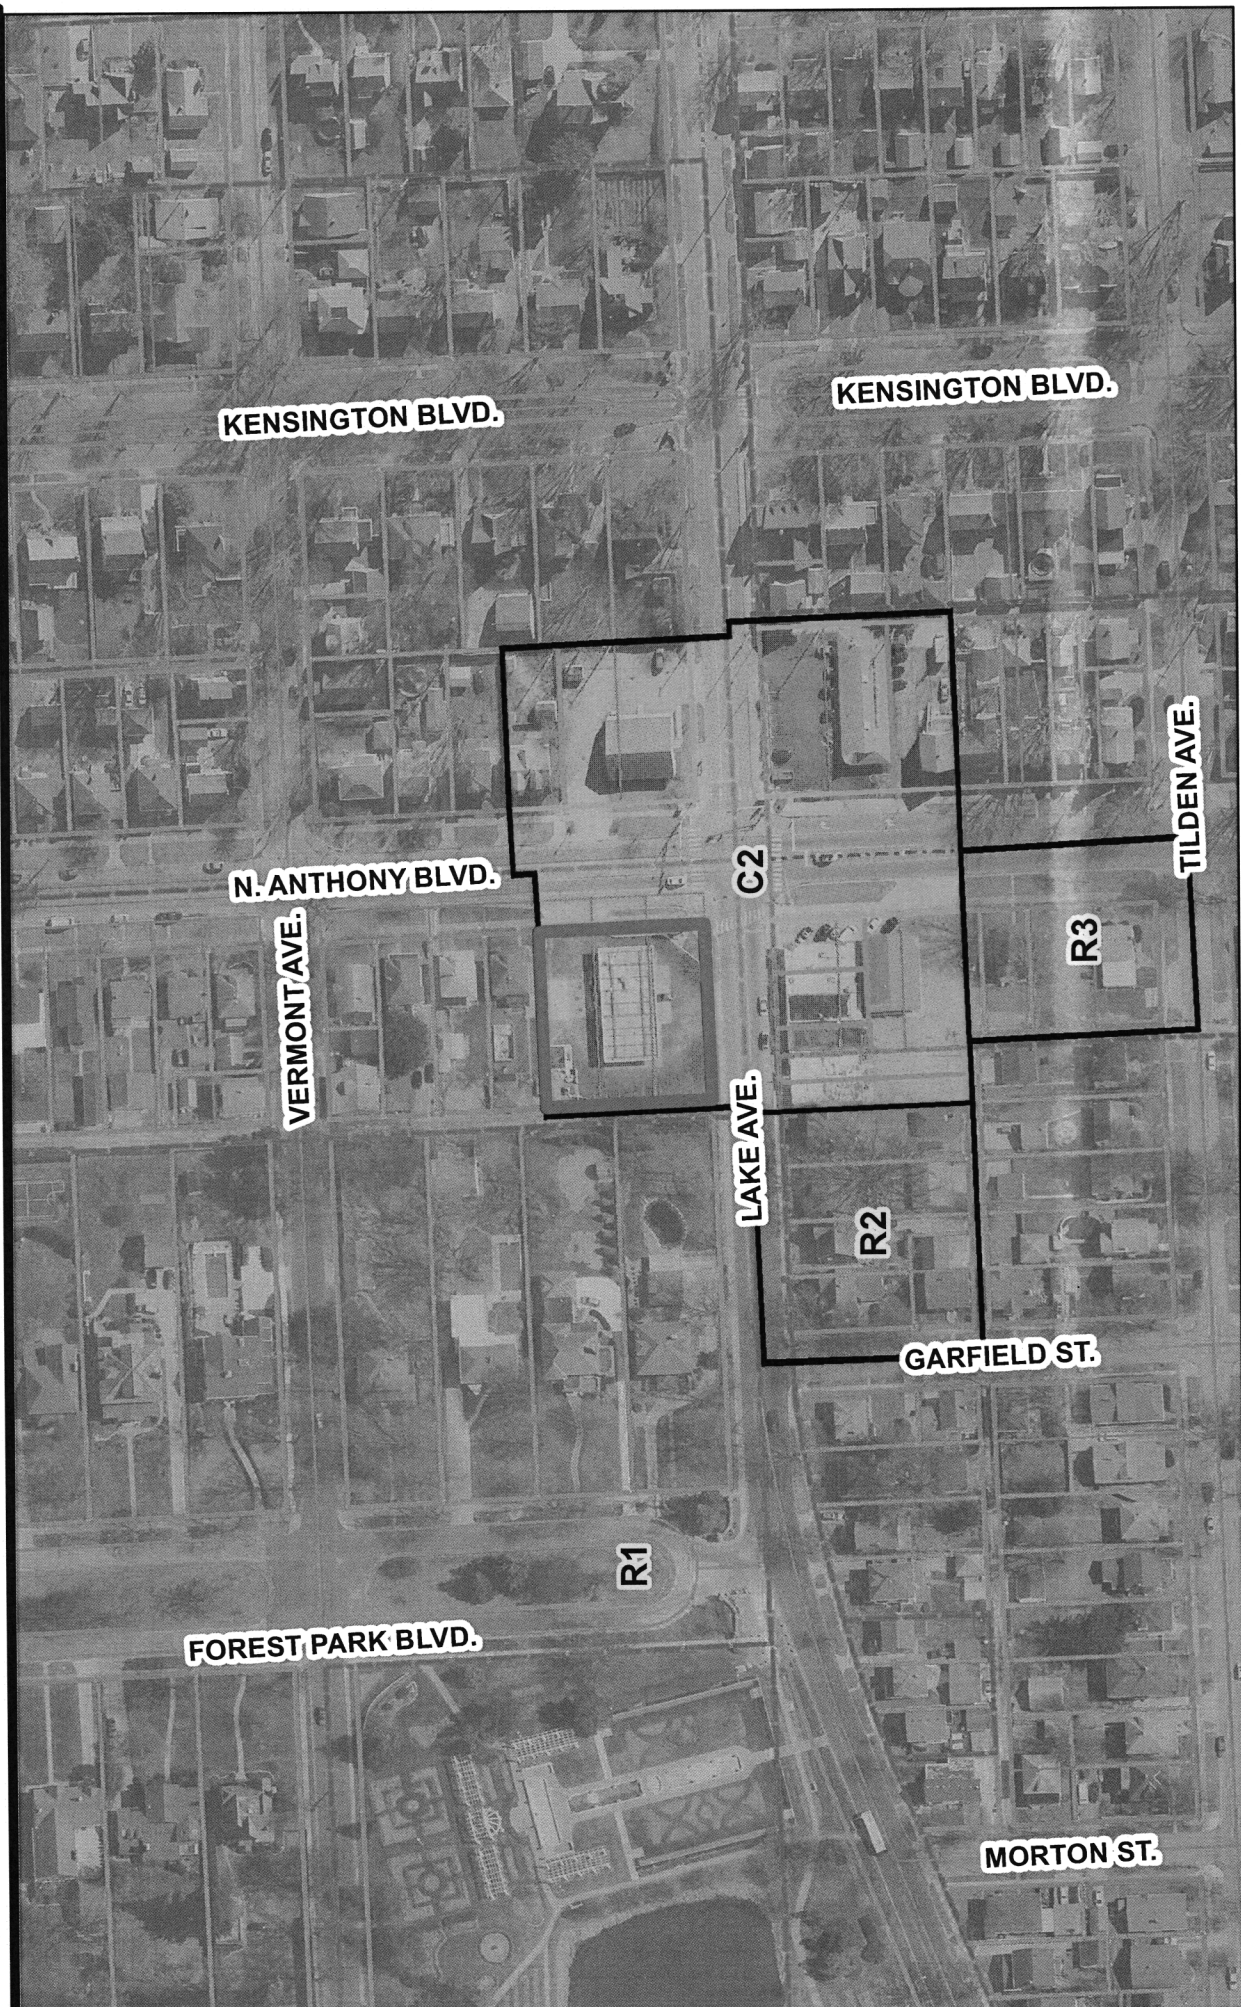 KENSINGTON BLVD.
KENSINGTON BLVD.
TILDEN AVE.
N. ANTHONY BLVD.
C2
VERMONT AVE.
R3
LAKE AVE.
R2
GARFIELD ST.
R1
FOREST PARK BLVD.
MORTON ST.